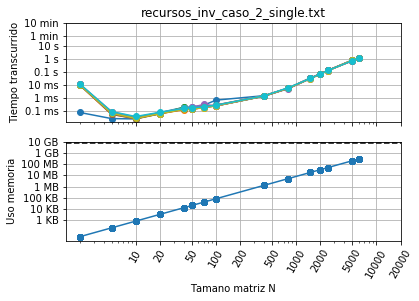 recursos_inv_caso_2_single.txt
Tiempo transcurrido
10 min
1 min
10 s
1 s
0.1 s
10 ms
1 ms
0.1 ms
Uso memoria
10 GB
1 GB
100 MB
10 MB
1 MB
100 KB
10 KB
1 KB
10
20
50
100
200
500
1000
2000
5000
10000
20000
Tamano matriz N